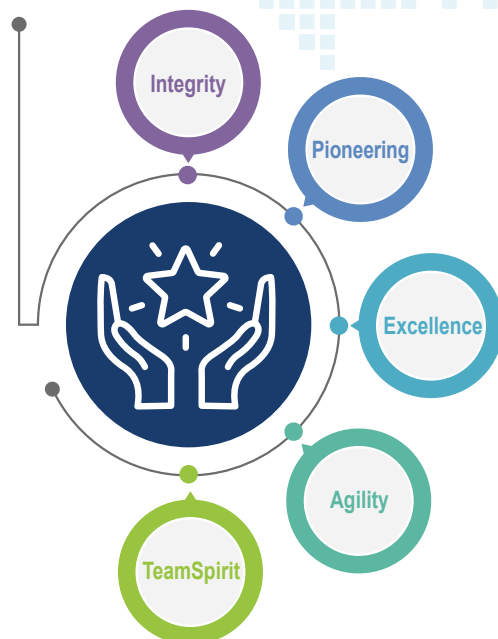 Integrity
Pioneering
Excellence
Agility
TeamSpirit